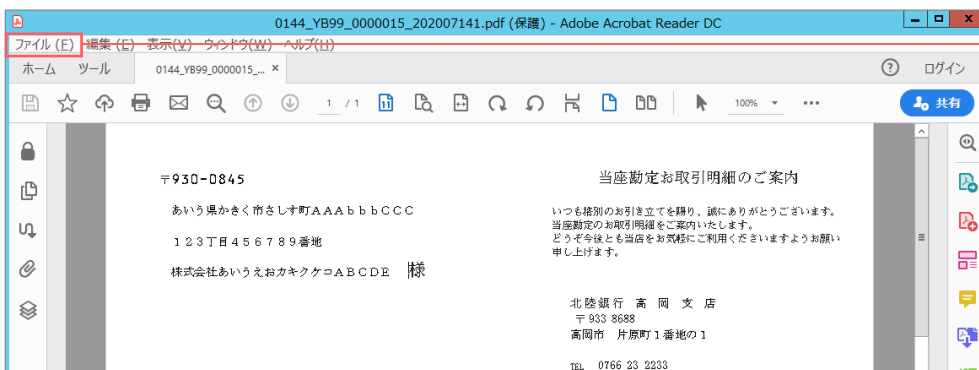 0144_YB99_0000015_202007141.pdf (保護) - Adobe Acrobat Reader DC
ファイル (F) 編集 (E) 表示(V) ウィンドウ(W) ヘルプ(H)
ホーム ツール 0144_YB99_0000015_... × ? ログイン
1 / 1 100% ••• 共有
〒930-0845
あいう県かきく市さしす町AAAbbbCCC
123丁目456789番地
株式会社あいうえおカキクケコABCDE 様
当座勘定お取引明細のご案内
いつも格別のお引き立てを賜り、誠にありがとうございます。
当座勘定のお取引明細をご案内いたします。
どうぞ今後とも当店をお気軽にご利用くださいますようお願い
申し上げます。
北陸銀行 高 岡 支 店
〒933 8688
高岡市 片原町1番地の1
TEL 0766 23 2233